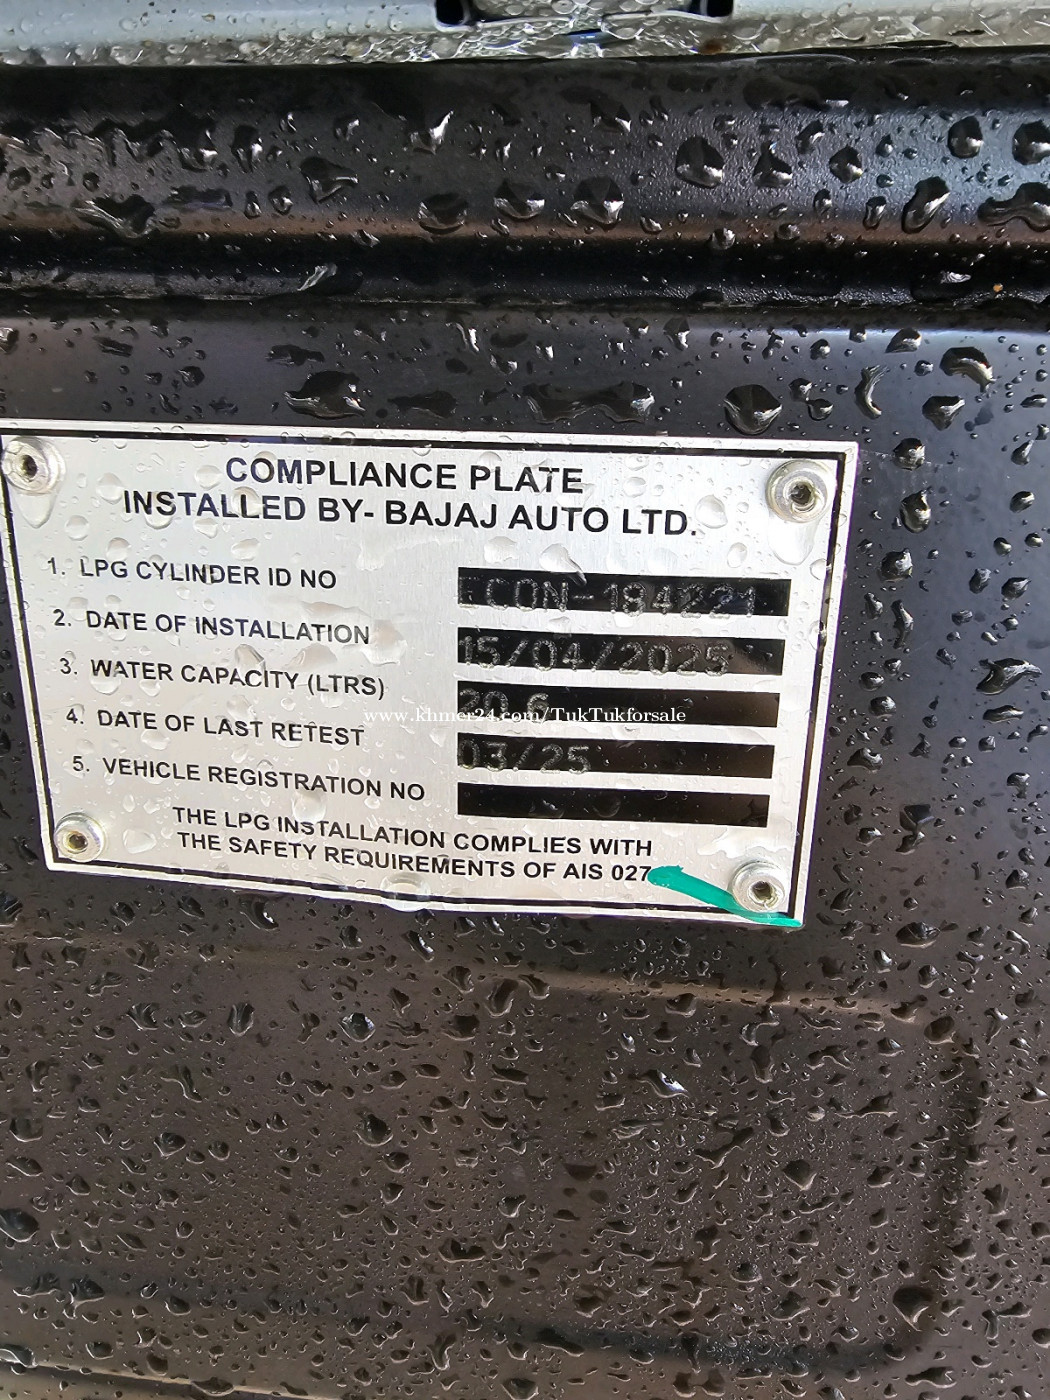 COMPLIANCE PLATE
INSTALLED BY- BAJAJ AUTO LTD.
1. LPG CYLINDER ID NO ECON-184221
2. DATE OF INSTALLATION 15/04/2025
3. WATER CAPACITY (LTRS) 20.6
4. DATE OF LAST RETEST 03/25
5. VEHICLE REGISTRATION NO
THE LPG INSTALLATION COMPLIES WITH
THE SAFETY REQUIREMENTS OF AIS 027
www.khmer24.com/TukTukforsale